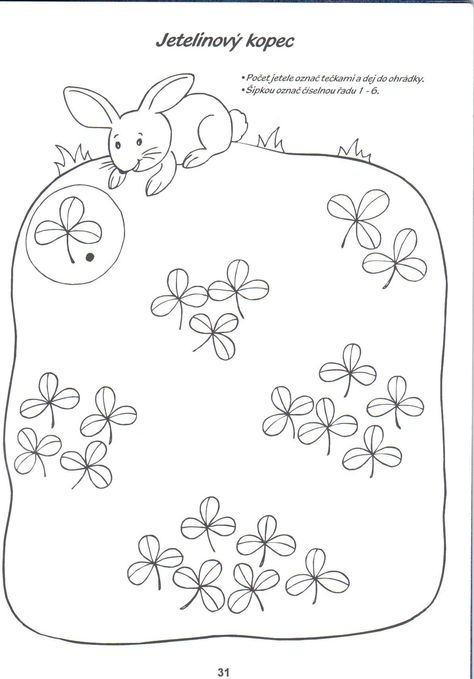 Jetelinový kopec
• Počet jetele označ tečkami a dej do ohrádky.
• Šipkou označ číselnou řadu 1 - 6.
31